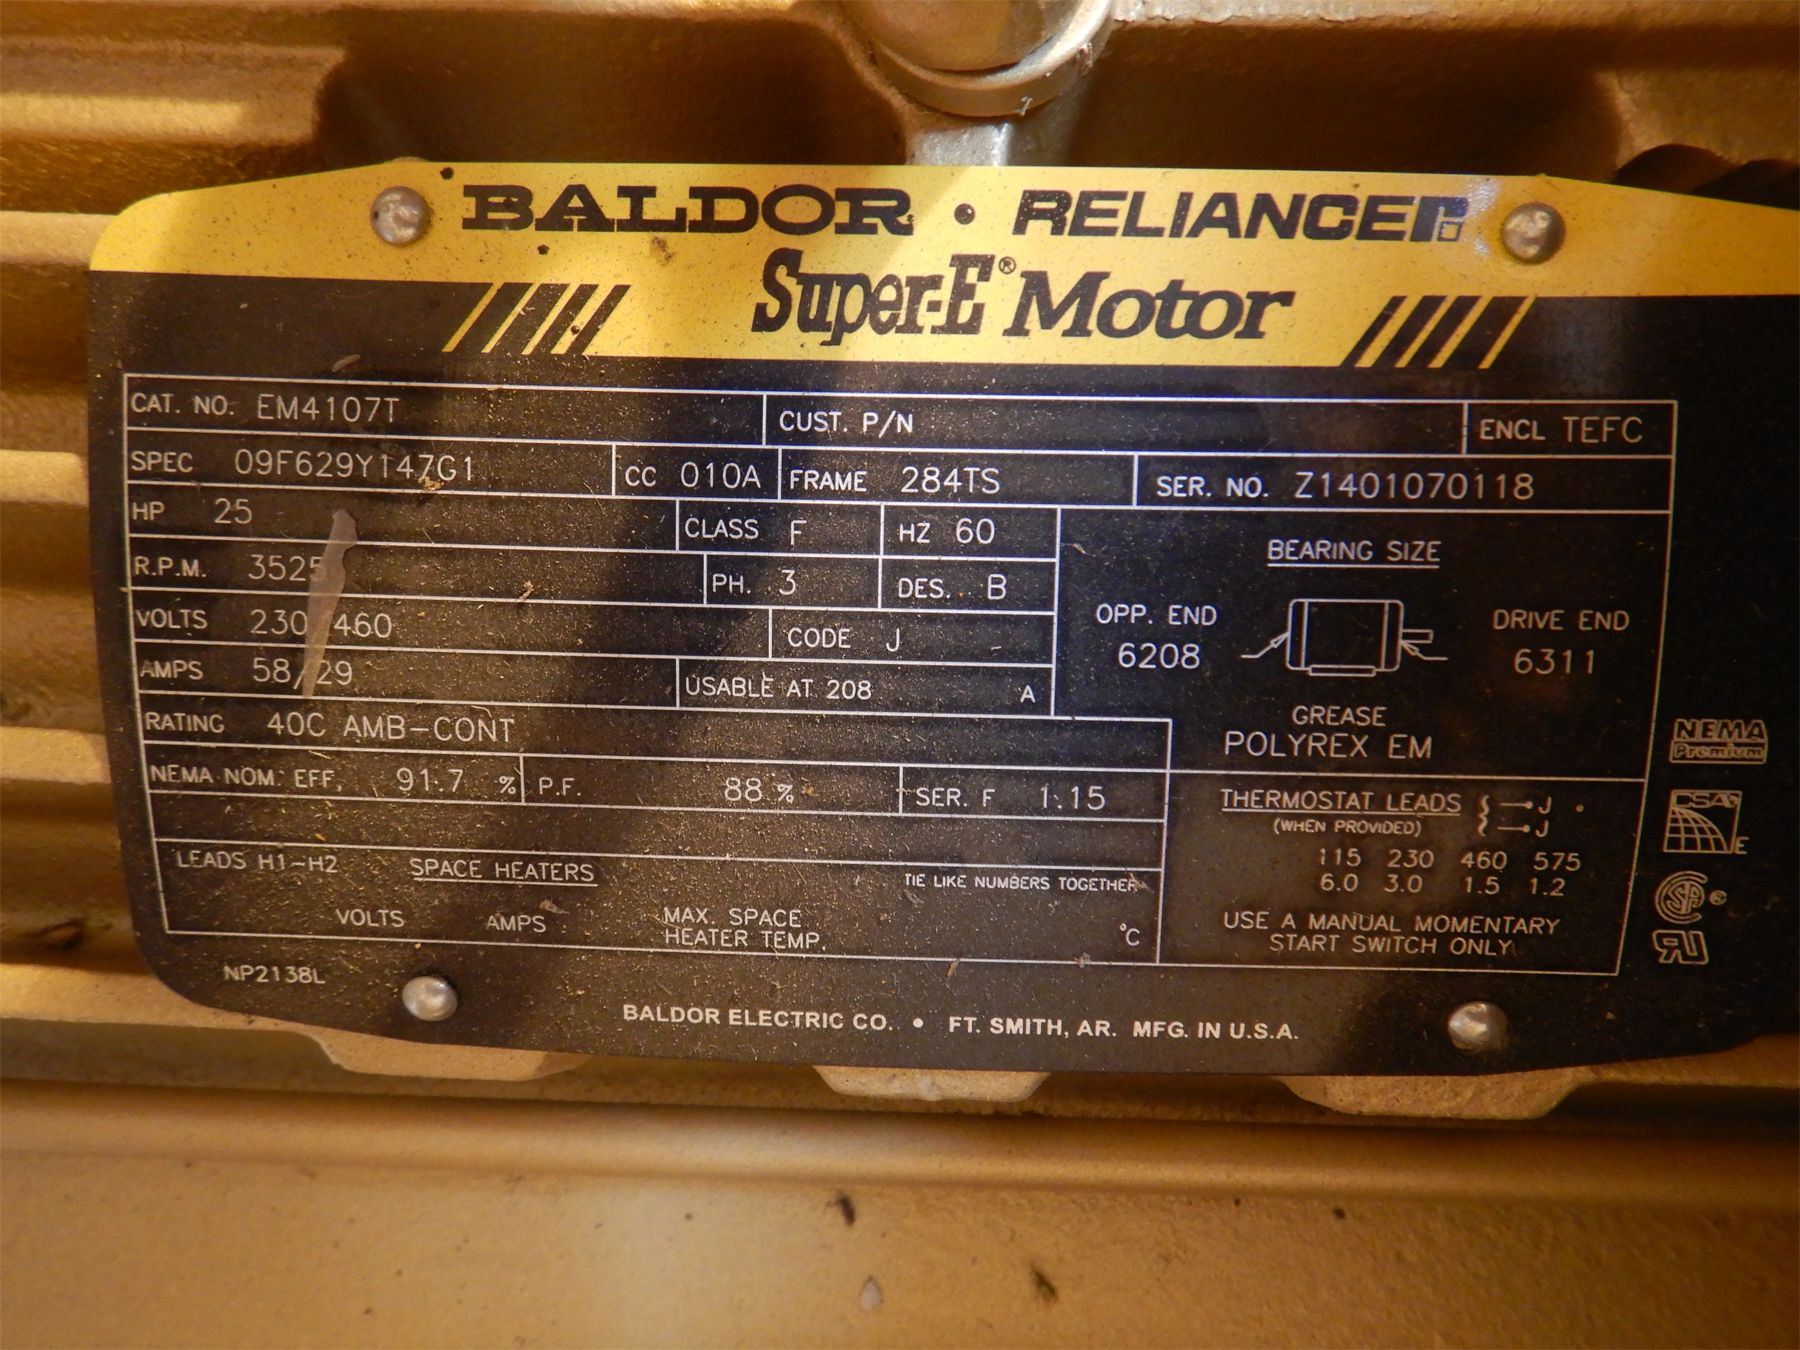 BALDOR • RELIANCER
Super-E® Motor
CAT. NO. EM4107T CUST. P/N ENCL TEFC
SPEC 09F629Y147G1 CC 010A FRAME 284TS SER. NO. Z1401070118
HP 25 CLASS F HZ 60
R.P.M. 3525 PH. 3 DES. B
VOLTS 230/460 CODE J
AMPS 58/29 USABLE AT 208 A
RATING 40C AMB-CONT
NEMA NOM. EFF. 91.7 % P.F. 88 % SER. F 1.15
LEADS H1-H2 SPACE HEATERS TIE LIKE NUMBERS TOGETHER
VOLTS AMPS MAX. SPACE
HEATER TEMP. °C
BEARING SIZE
OPP. END DRIVE END
6208 6311
GREASE
POLYREX EM
THERMOSTAT LEADS J
(WHEN PROVIDED) J
115 230 460 575
6.0 3.0 1.5 1.2
USE A MANUAL MOMENTARY
START SWITCH ONLY
NEMA
Premium
CSA
E
SA®
NP2138L
BALDOR ELECTRIC CO. • FT. SMITH, AR. MFG. IN U.S.A.